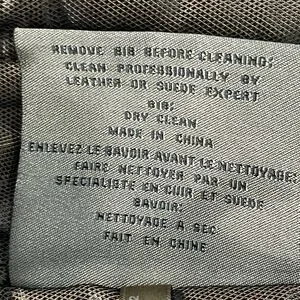 REMOVE BIB BEFORE CLEANING:
CLEAN PROFESSIONALLY BY
LEATHER OR SUEDE EXPERT
BIB:
DRY CLEAN
MADE IN CHINA
ENLEVEZ LE BAVOIR AVANT LE NETTOYAGE:
FAIRE NETTOYER PAR UN
SPECIALISTE EN CUIR ET SUEDE
BAVOIR:
NETTOYAGE A SEC
FAIT EN CHINE